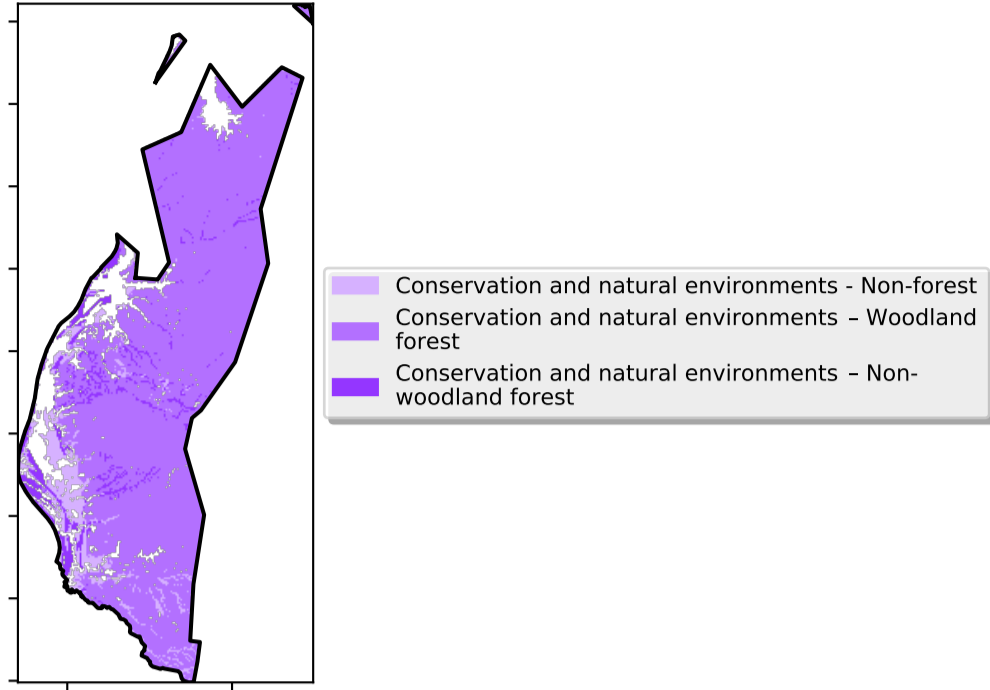 Conservation and natural environments - Non-forest
Conservation and natural environments – Woodland
forest
Conservation and natural environments – Non-
woodland forest